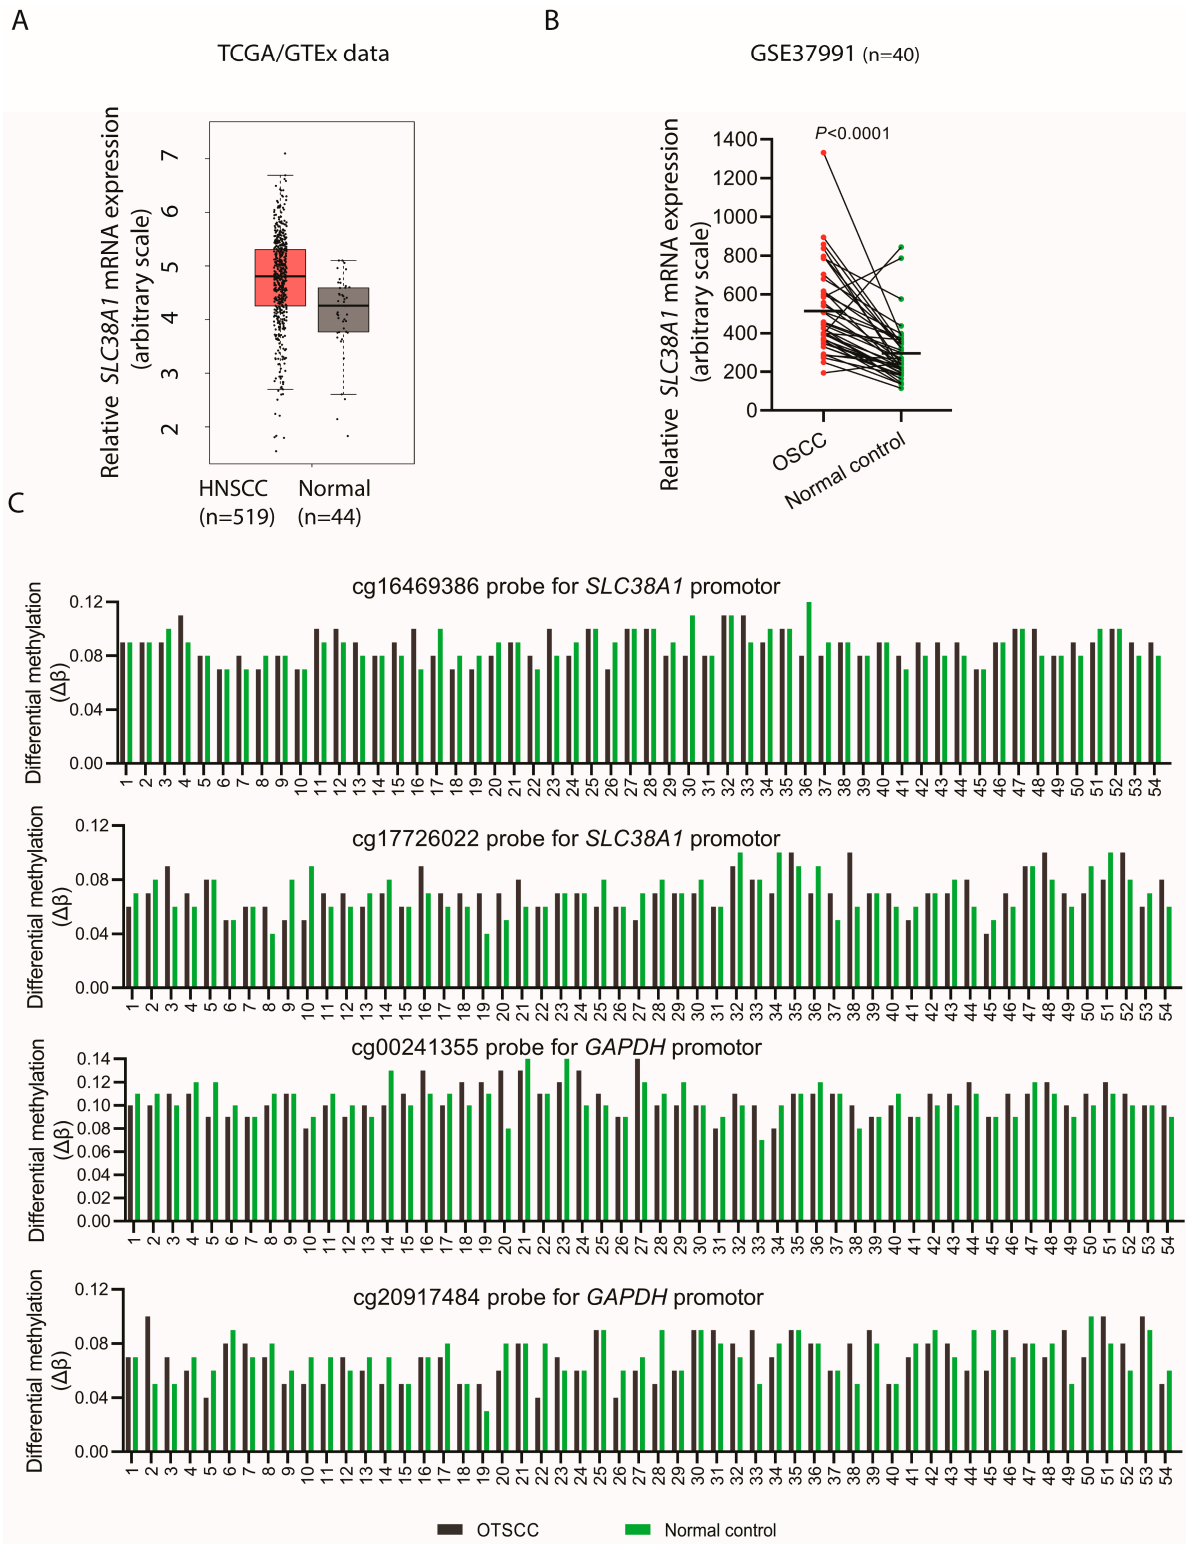 A
TCGA/GTEx data
Relative SLC38A1 mRNA expression
(arbitrary scale)
7
6
5
4
3
2
HNSCC
(n=519)
Normal
(n=44)
B
GSE37991 (n=40)
P<0.0001
Relative SLC38A1 mRNA expression
(arbitrary scale)
1400
1200
1000
800
600
400
200
0
OSCC
Normal control
C
cg16469386 probe for SLC38A1 promotor
Differential methylation
(Δβ)
0.12
0.08
0.04
0.00
1 2 3 4 5 6 7 8 9 10 11 12 13 14 15 16 17 18 19 20 21 22 23 24 25 26 27 28 29 30 31 32 33 34 35 36 37 38 39 40 41 42 43 44 45 46 47 48 49 50 51 52 53 54
cg17726022 probe for SLC38A1 promotor
Differential methylation
(Δβ)
0.12
0.08
0.04
0.00
1 2 3 4 5 6 7 8 9 10 11 12 13 14 15 16 17 18 19 20 21 22 23 24 25 26 27 28 29 30 31 32 33 34 35 36 37 38 39 40 41 42 43 44 45 46 47 48 49 50 51 52 53 54
cg00241355 probe for GAPDH promotor
Differential methylation
(Δβ)
0.14
0.12
0.10
0.08
0.06
0.04
0.02
0.00
1 2 3 4 5 6 7 8 9 10 11 12 13 14 15 16 17 18 19 20 21 22 23 24 25 26 27 28 29 30 31 32 33 34 35 36 37 38 39 40 41 42 43 44 45 46 47 48 49 50 51 52 53 54
cg20917484 probe for GAPDH promotor
Differential methylation
(Δβ)
0.12
0.08
0.04
0.00
1 2 3 4 5 6 7 8 9 10 11 12 13 14 15 16 17 18 19 20 21 22 23 24 25 26 27 28 29 30 31 32 33 34 35 36 37 38 39 40 41 42 43 44 45 46 47 48 49 50 51 52 53 54
OTSCC
Normal control